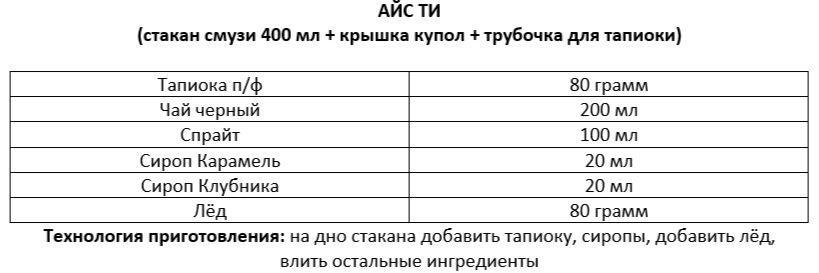 АЙС ТИ
(стакан смузи 400 мл + крышка купол + трубочка для тапиоки)
Тапиока п/ф 80 грамм
Чай черный 200 мл
Спрайт 100 мл
Сироп Карамель 20 мл
Сироп Клубника 20 мл
Лёд 80 грамм
Технология приготовления: на дно стакана добавить тапиоку, сиропы, добавить лёд,
влить остальные ингредиенты